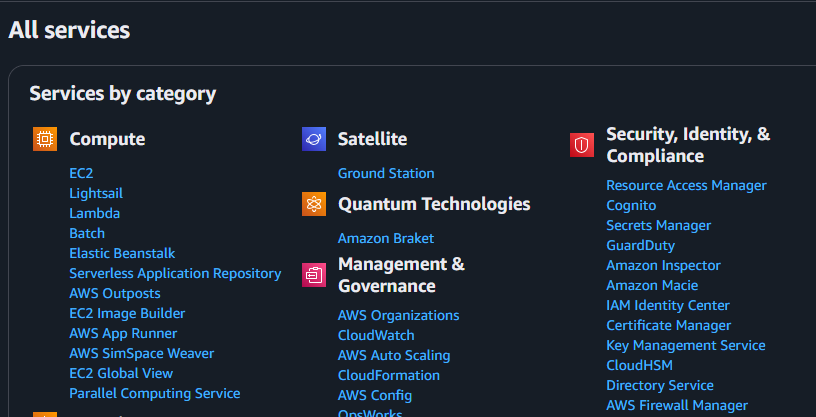 All services
Services by category
Compute
EC2
Lightsail
Lambda
Batch
Elastic Beanstalk
Serverless Application Repository
AWS Outposts
EC2 Image Builder
AWS App Runner
AWS SimSpace Weaver
EC2 Global View
Parallel Computing Service
Satellite
Ground Station
Quantum Technologies
Amazon Braket
Management &
Governance
AWS Organizations
CloudWatch
AWS Auto Scaling
CloudFormation
AWS Config
OpsWorks
Security, Identity, &
Compliance
Resource Access Manager
Cognito
Secrets Manager
GuardDuty
Amazon Inspector
Amazon Macie
IAM Identity Center
Certificate Manager
Key Management Service
CloudHSM
Directory Service
AWS Firewall Manager